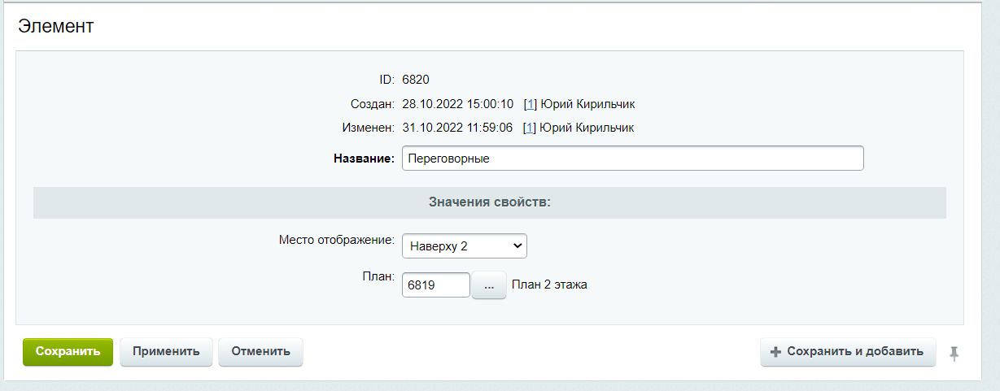 Элемент
ID: 6820
Создан: 28.10.2022 15:00:10 [1] Юрий Кирильчик
Изменен: 31.10.2022 11:59:06 [1] Юрий Кирильчик
Название: Переговорные
Значения свойств:
Место отображение: Наверху 2
План: 6819 ... План 2 этажа
Сохранить Применить Отменить + Сохранить и добавить